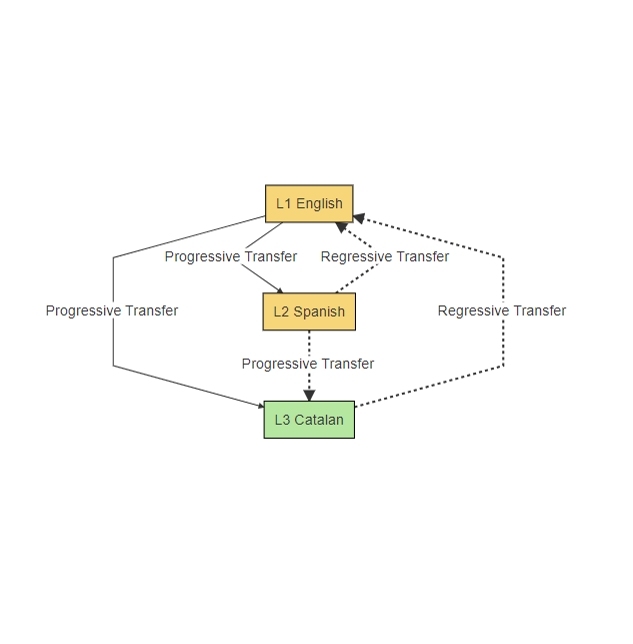 L1 English
Progressive Transfer
Regressive Transfer
L2 Spanish
Progressive Transfer
Regressive Transfer
Progressive Transfer
L3 Catalan